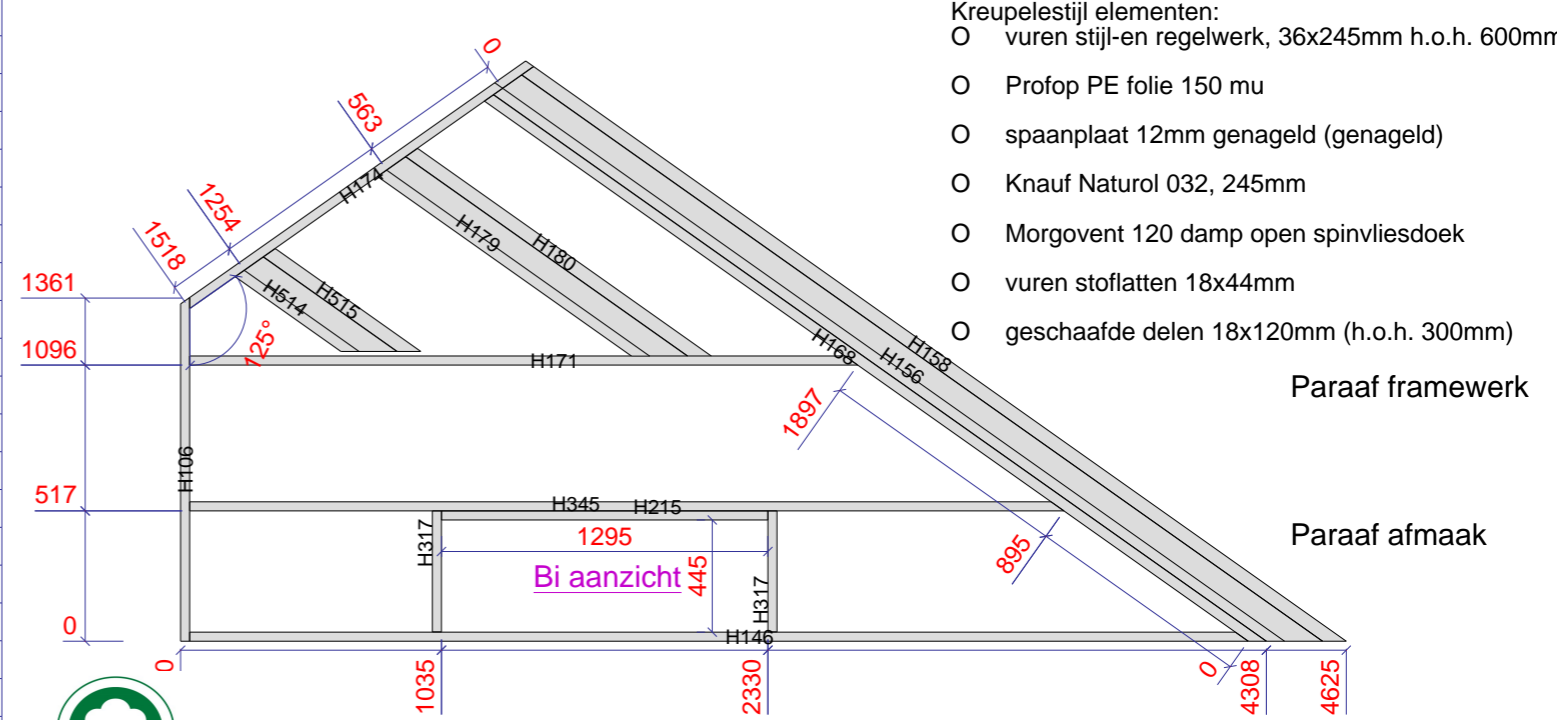 Kreupelestijl elementen:
O vuren stijl-en regelwerk, 36x245mm h.o.h. 600mm
O Profop PE folie 150 mu
O spaanplaat 12mm genageld (genageld)
O Knauf Naturol 032, 245mm
O Morgovent 120 damp open spinvliesdoek
O vuren stoflatten 18x44mm
O geschaafde delen 18x120mm (h.o.h. 300mm)
Paraaf framewerk
Paraaf afmaak
0
563
1254
1518
1361
1096
517
0
125°
H174
H179
H180
H514
H515
H171
H168
H156
H158
1897
895
0
H106
H345
H215
H317
1295
445
Bi aanzicht
H317
H146
0
1035
2330
4308
4625